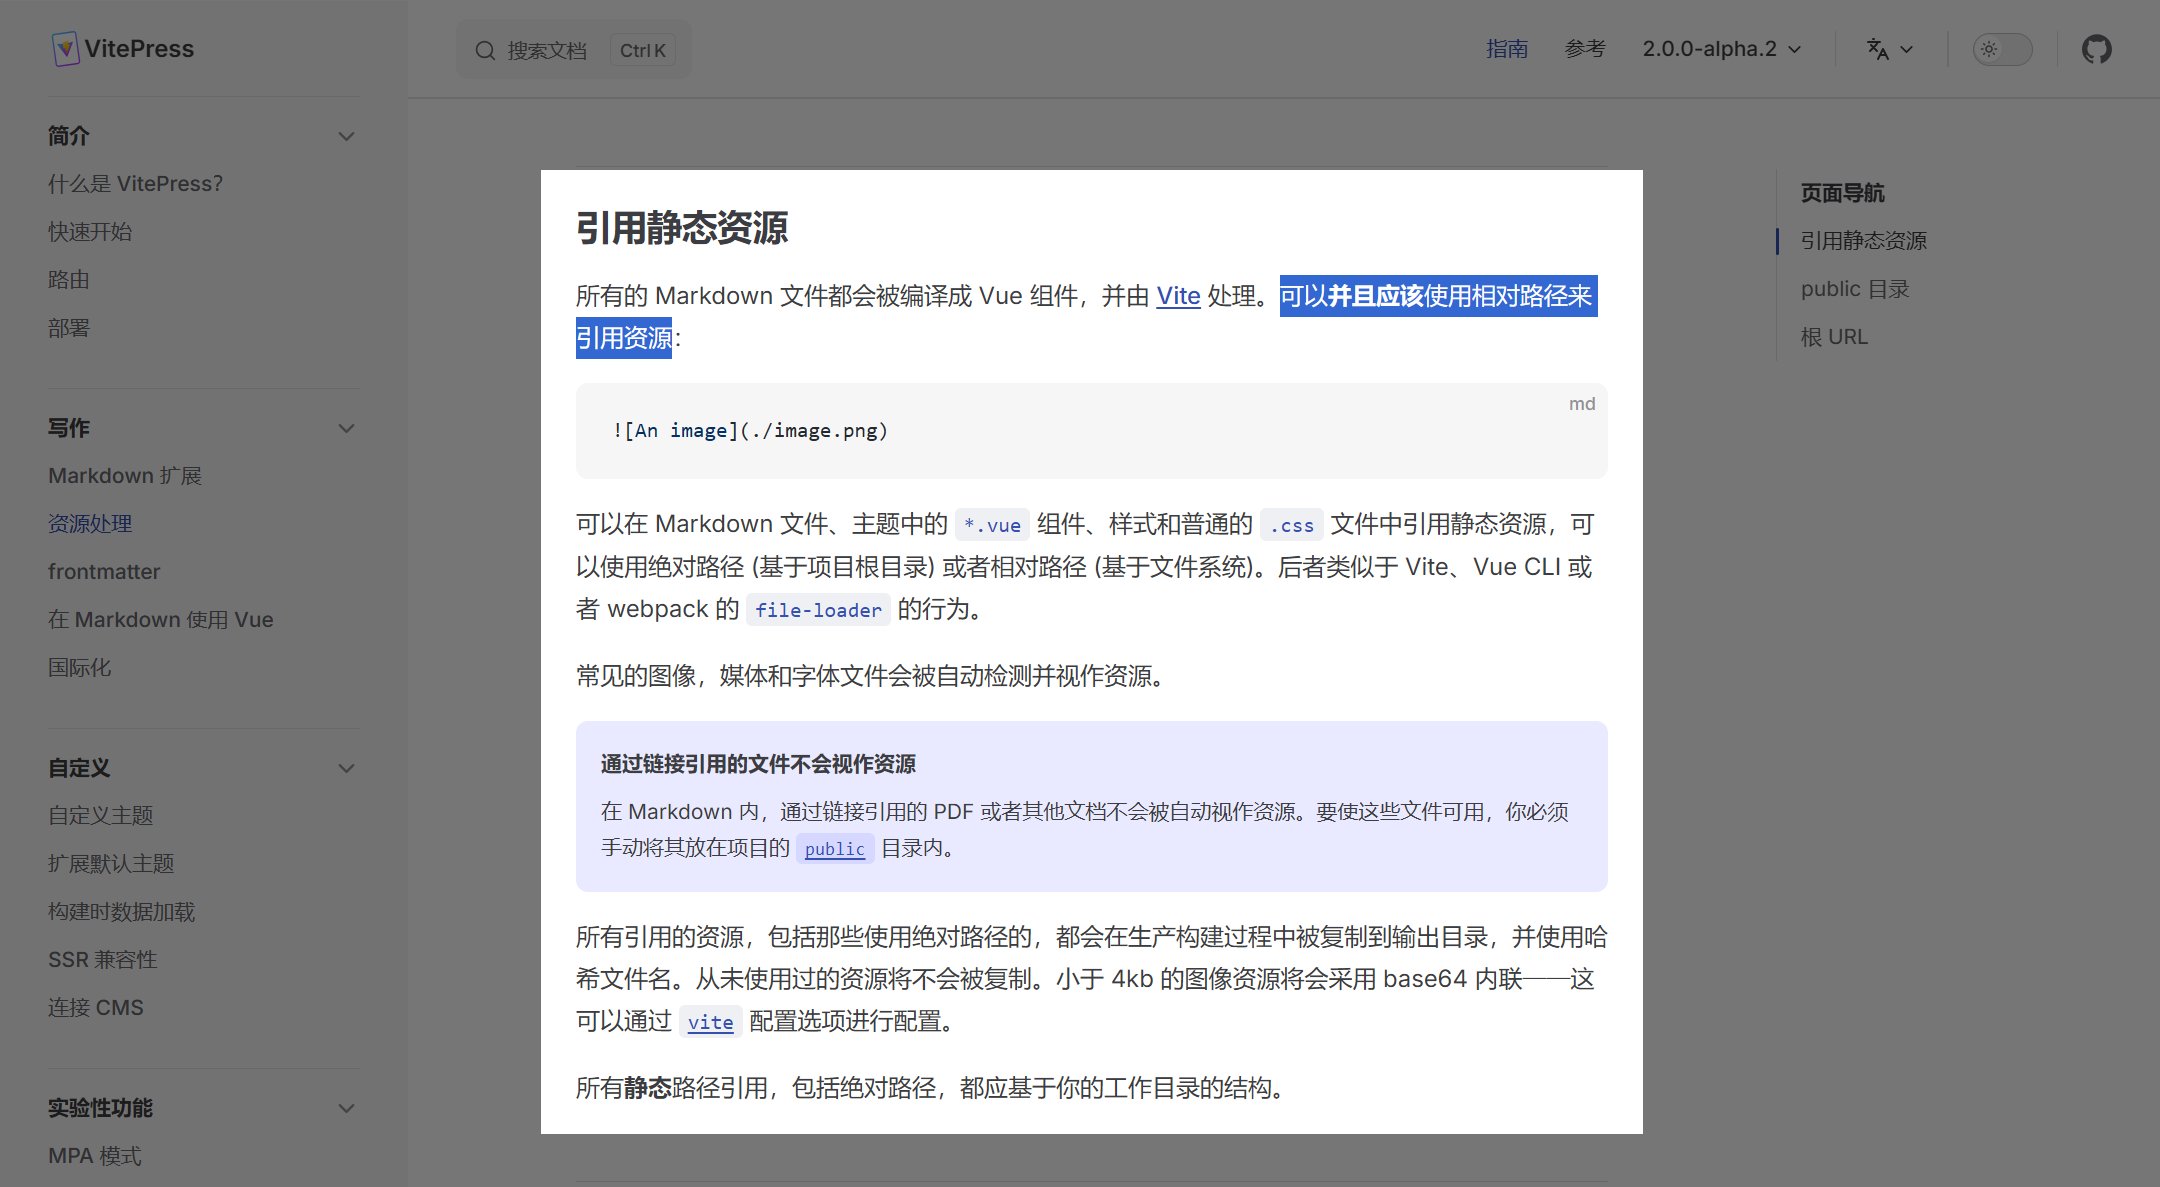 VitePress
搜索文档
Ctrl K
指南
参考
2.0.0-alpha.2
简介
什么是 VitePress？
快速开始
路由
部署
写作
Markdown 扩展
资源处理
frontmatter
在 Markdown 使用 Vue
国际化
自定义
自定义主题
扩展默认主题
构建时数据加载
SSR 兼容性
连接 CMS
实验性功能
MPA 模式
引用静态资源
所有的 Markdown 文件都会被编译成 Vue 组件，并由 Vite 处理。可以并且应该使用相对路径来
引用资源：
md
![An image](./image.png)
可以在 Markdown 文件、主题中的 *.vue 组件、样式和普通的 .css 文件中引用静态资源，可
以使用绝对路径 (基于项目根目录) 或者相对路径 (基于文件系统)。后者类似于 Vite、Vue CLI 或
者 webpack 的 file-loader 的行为。
常见的图像，媒体和字体文件会被自动检测并视作资源。
通过链接引用的文件不会视作资源
在 Markdown 内，通过链接引用的 PDF 或者其他文档不会被自动视作资源。要使这些文件可用，你必须
手动将其放在项目的 public 目录内。
所有引用的资源，包括那些使用绝对路径的，都会在生产构建过程中被复制到输出目录，并使用哈
希文件名。从未使用过的资源将不会被复制。小于 4kb 的图像资源将会采用 base64 内联——这
可以通过 vite 配置选项进行配置。
所有静态路径引用，包括绝对路径，都应基于你的工作目录的结构。
页面导航
引用静态资源
public 目录
根 URL